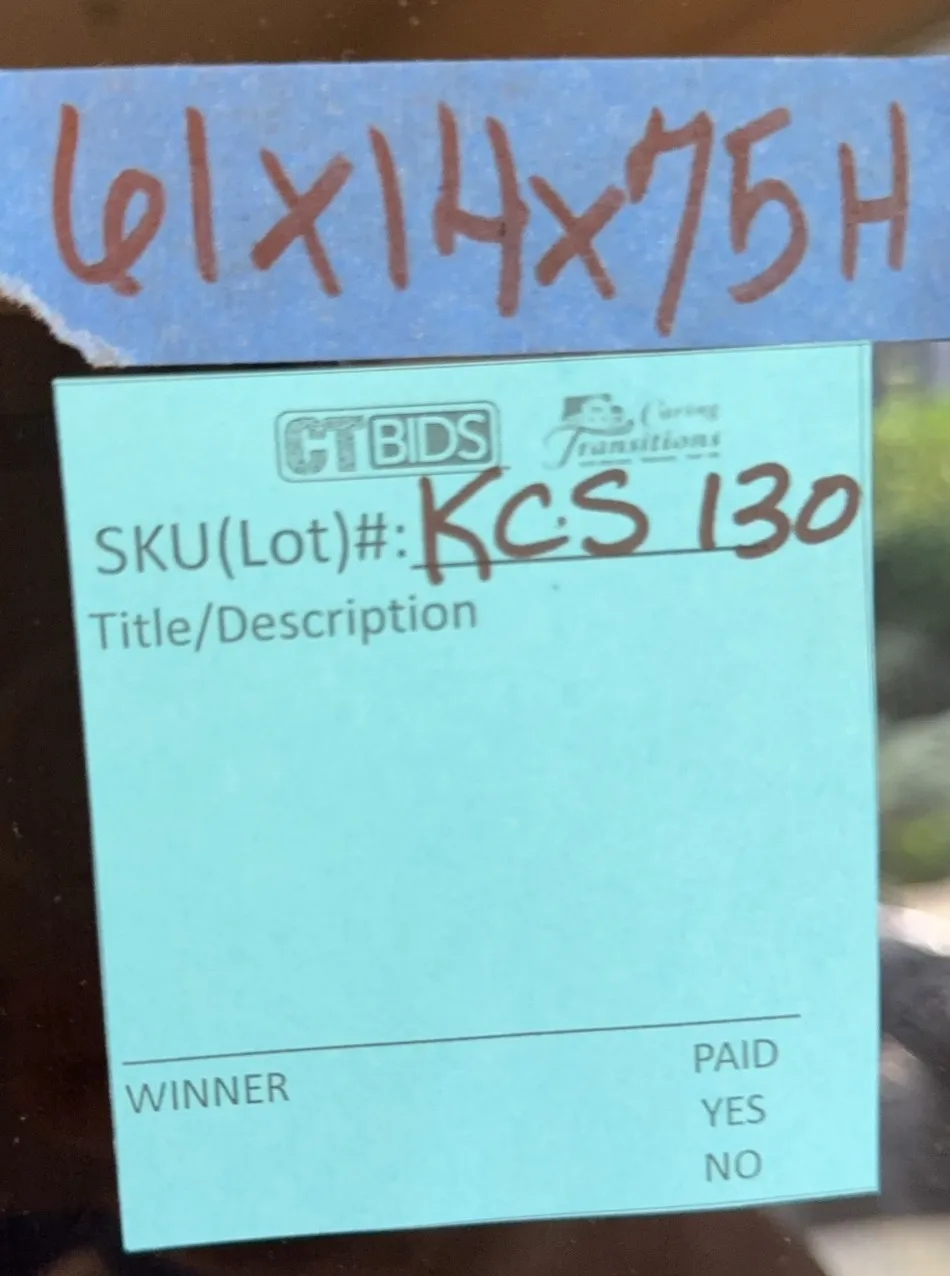 61x14x75H
CTBIDS Caring Transitions
SKU(Lot)#: KCS 130
Title/Description
WINNER PAID
YES
NO